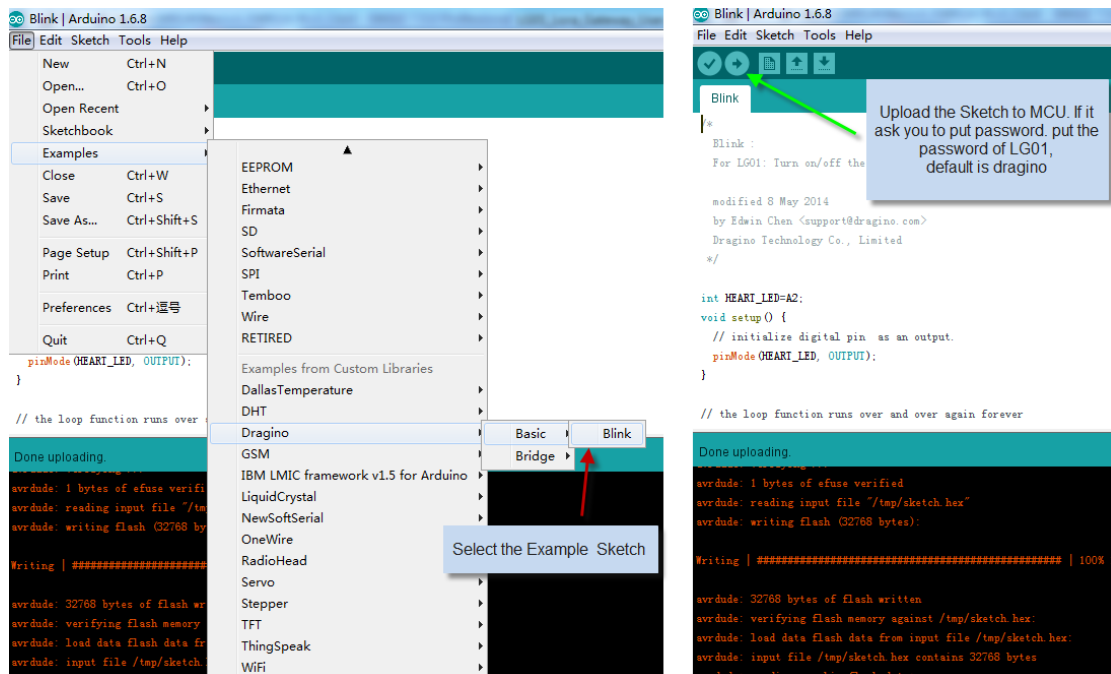 Blink | Arduino 1.6.8
File Edit Sketch Tools Help
New Ctrl+N
Open... Ctrl+O
Open Recent
Sketchbook
Examples
Close Ctrl+W
Save Ctrl+S
Save As... Ctrl+Shift+S
Page Setup Ctrl+Shift+P
Print Ctrl+P
Preferences Ctrl+逗号
Quit Ctrl+Q
EEPROM
Ethernet
Firmata
SD
SoftwareSerial
SPI
Temboo
Wire
RETIRED
Examples from Custom Libraries
DallasTemperature
DHT
Dragino
GSM
IBM LMIC framework v1.5 for Arduino
LiquidCrystal
NewSoftSerial
OneWire
RadioHead
Servo
Stepper
TFT
ThingSpeak
WiFi
Basic
Bridge
Blink
Select the Example Sketch
pinMode(HEART_LED, OUTPUT);
}
// the loop function runs over
Done uploading.
avrdude: 1 bytes of efuse verifi
avrdude: reading input file "/tm
avrdude: writing flash (32768 by
Writing | ######################
avrdude: 32768 bytes of flash wr
avrdude: verifying flash memory
avrdude: load data flash data fr
avrdude: input file /tmp/sketch.
Blink | Arduino 1.6.8
File Edit Sketch Tools Help
Blink
Upload the Sketch to MCU. If it
ask you to put password. put the
password of LG01,
default is dragino
/*
Blink :
For LG01: Turn on/off the
modified 8 May 2014
by Edwin Chen <support@dragino.com>
Dragino Technology Co., Limited
*/
int HEART_LED=A2;
void setup() {
// initialize digital pin as an output.
pinMode(HEART_LED, OUTPUT);
}
// the loop function runs over and over again forever
Done uploading.
avrdude: 1 bytes of efuse verified
avrdude: reading input file "/tmp/sketch.hex"
avrdude: writing flash (32768 bytes):
Writing | ################################################## | 100%
avrdude: 32768 bytes of flash written
avrdude: verifying flash memory against /tmp/sketch.hex:
avrdude: load data flash data from input file /tmp/sketch.hex:
avrdude: input file /tmp/sketch.hex contains 32768 bytes